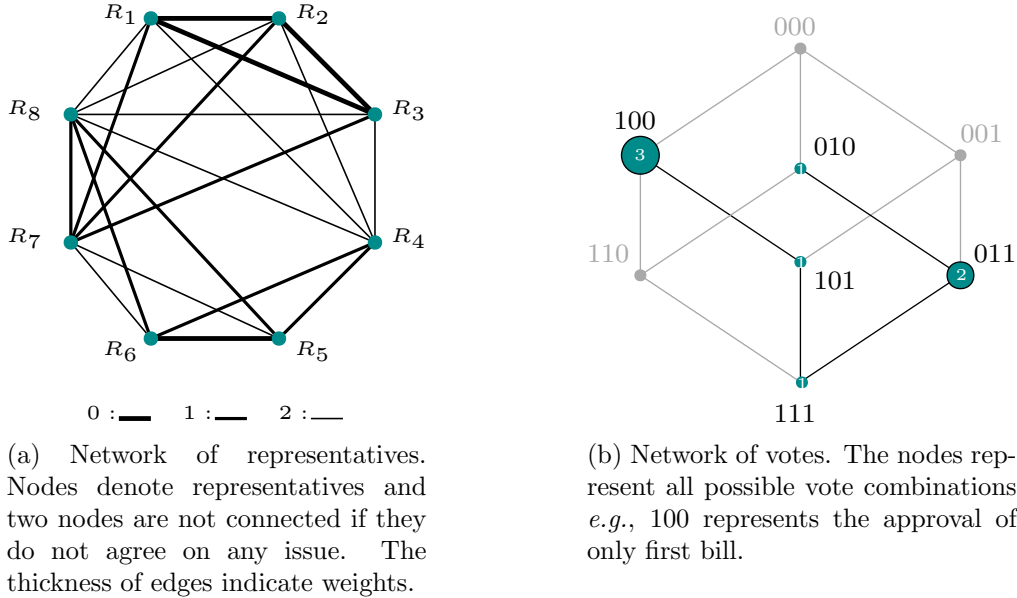 R1
R2
R8
R3
R7
R4
R6
R5
0 :
1 :
2 :
(a) Network of representatives.
Nodes denote representatives and
two nodes are not connected if they
do not agree on any issue. The
thickness of edges indicate weights.
000
100
3
010
1
001
110
101
1
011
2
1
111
(b) Network of votes. The nodes rep-
resent all possible vote combinations
e.g., 100 represents the approval of
only first bill.